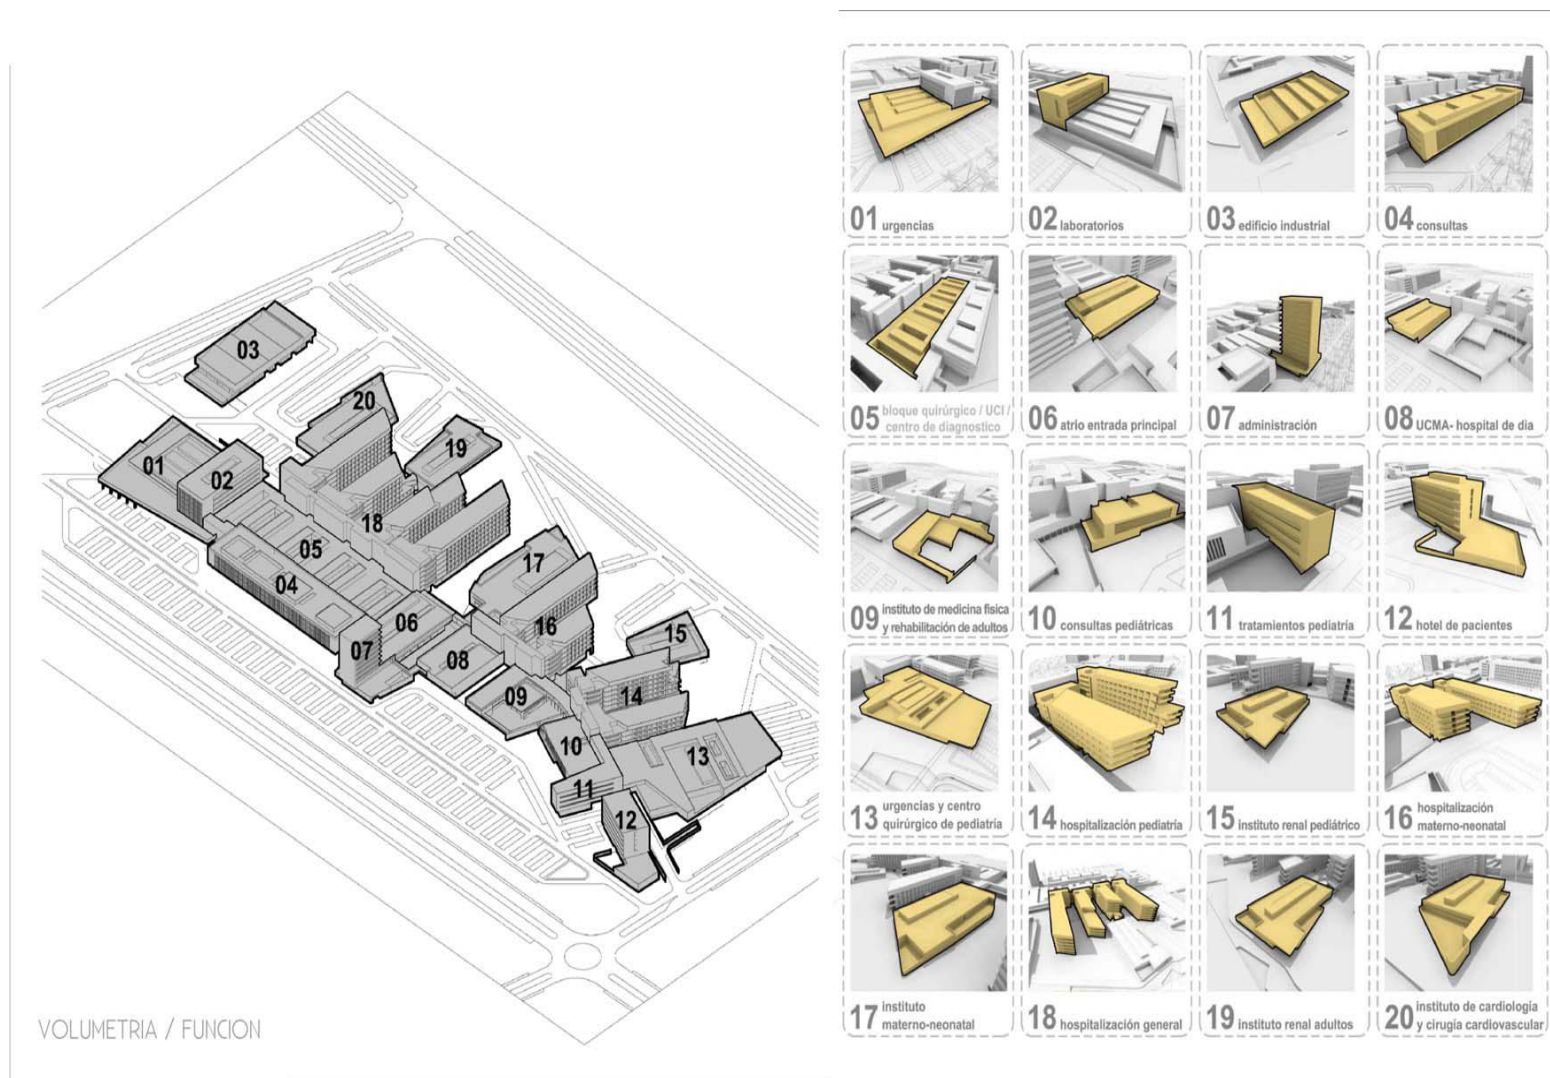 03
20
19
01
02
18
05
17
04
06
16
15
07
08
14
09
10
13
11
12
VOLUMETRIA / FUNCION
01 urgencias
02 laboratorios
03 edificio industrial
04 consultas
05 bloque quirúrgico / UCI /
centro de diagnostico
06 atrio entrada principal
07 administración
08 UCMA- hospital de dia
09 instituto de medicina física
y rehabilitación de adultos
10 consultas pediátricas
11 tratamientos pediatría
12 hotel de pacientes
13 urgencias y centro
quirúrgico de pediatría
14 hospitalización pediatría
15 instituto renal pediátrico
16 hospitalización
materno-neonatal
17 instituto
materno-neonatal
18 hospitalización general
19 instituto renal adultos
20 instituto de cardiología
y cirugía cardiovascular